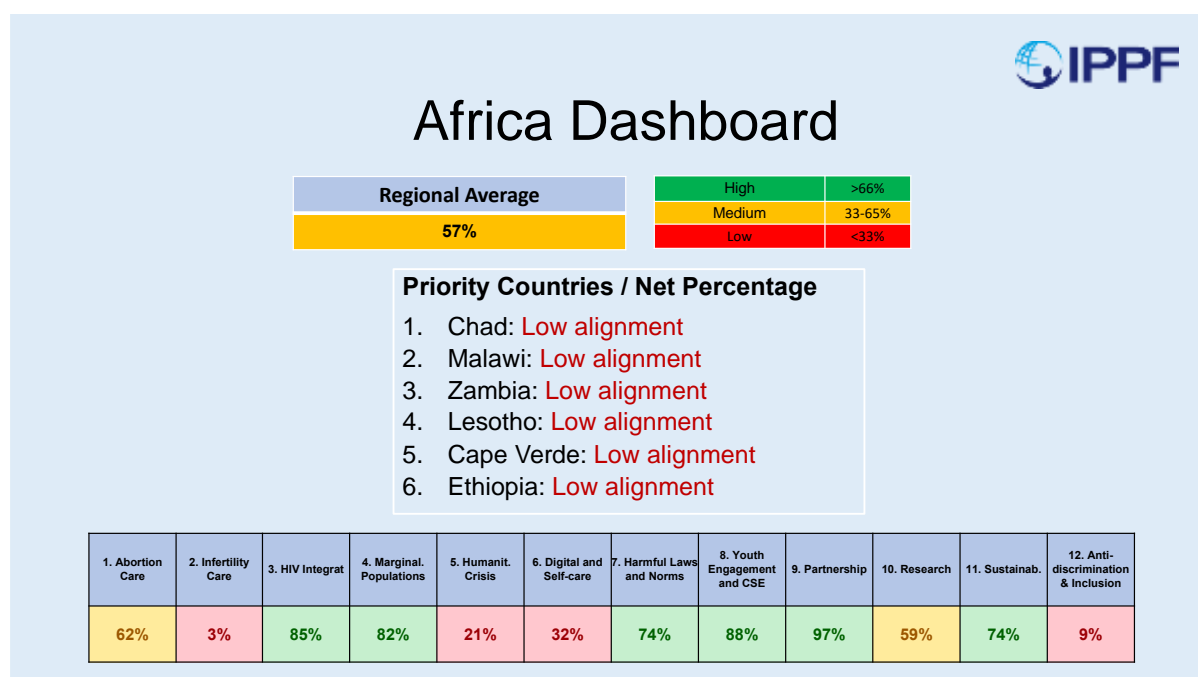 IPPF
Africa Dashboard
Regional Average
57%
High >66%
Medium 33-65%
Low <33%
Priority Countries / Net Percentage
1. Chad: Low alignment
2. Malawi: Low alignment
3. Zambia: Low alignment
4. Lesotho: Low alignment
5. Cape Verde: Low alignment
6. Ethiopia: Low alignment
1. Abortion
Care
2. Infertility
Care
3. HIV Integrat
4. Marginal.
Populations
5. Humanit.
Crisis
6. Digital and
Self-care
7. Harmful Laws
and Norms
8. Youth
Engagement
and CSE
9. Partnership
10. Research
11. Sustainab.
12. Anti-
discrimination
& Inclusion
62% 3% 85% 82% 21% 32% 74% 88% 97% 59% 74% 9%